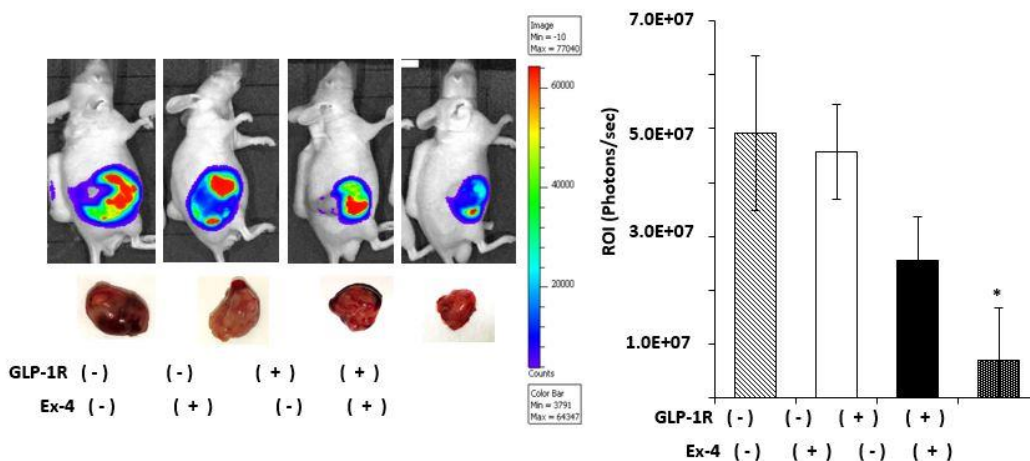 Image
Min = -10
Max = 77040
60000
40000
20000
Counts
Color Bar
Min = 3791
Max = 64347
GLP-1R ( - ) ( - ) ( + ) ( + )
Ex-4 ( - ) ( + ) ( - ) ( + )
ROI (Photons/sec)
7.0E+07
5.0E+07
3.0E+07
1.0E+07
*
GLP-1R ( - ) ( - ) ( + ) ( + )
Ex-4 ( - ) ( + ) ( - ) ( + )